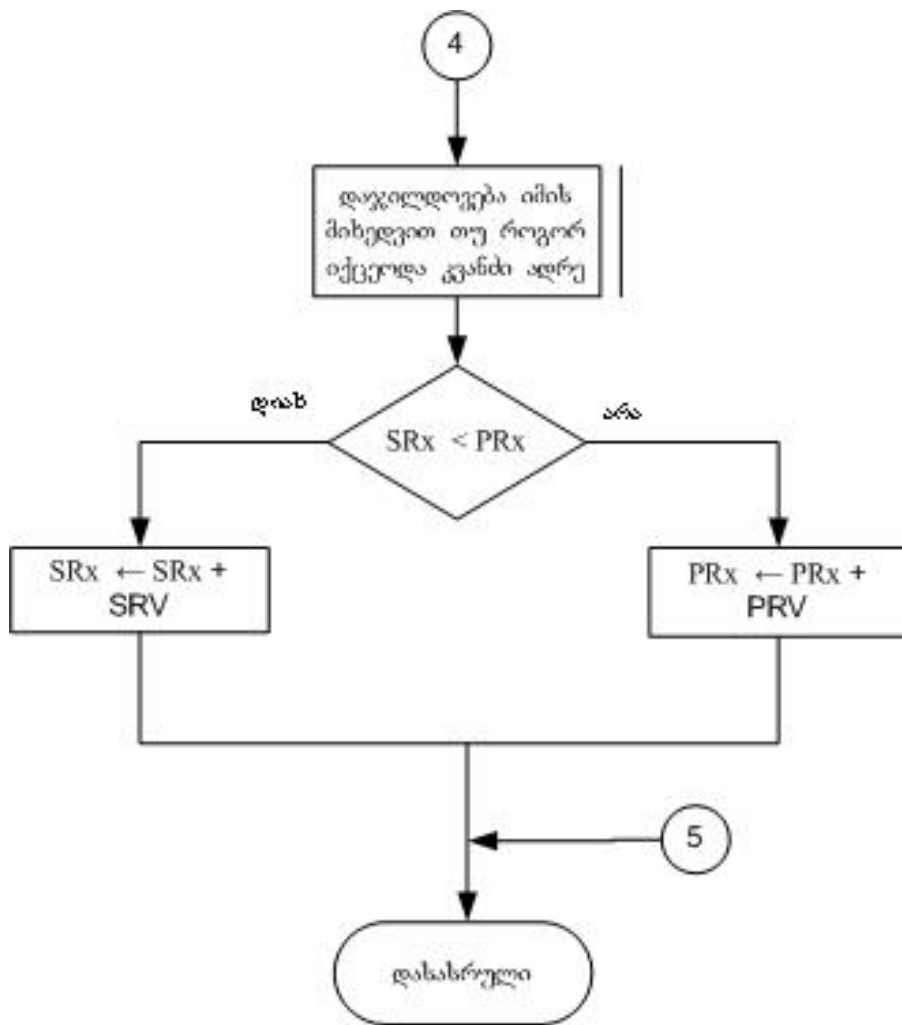 4
დაჯილდოვება იმის
მიხედვით თუ როგორ
იქცეოდა კვანძი ადრე
დიახ
არა
SRx < PRx
SRx ← SRx +
SRV
PRx ← PRx +
PRV
5
დასასრული